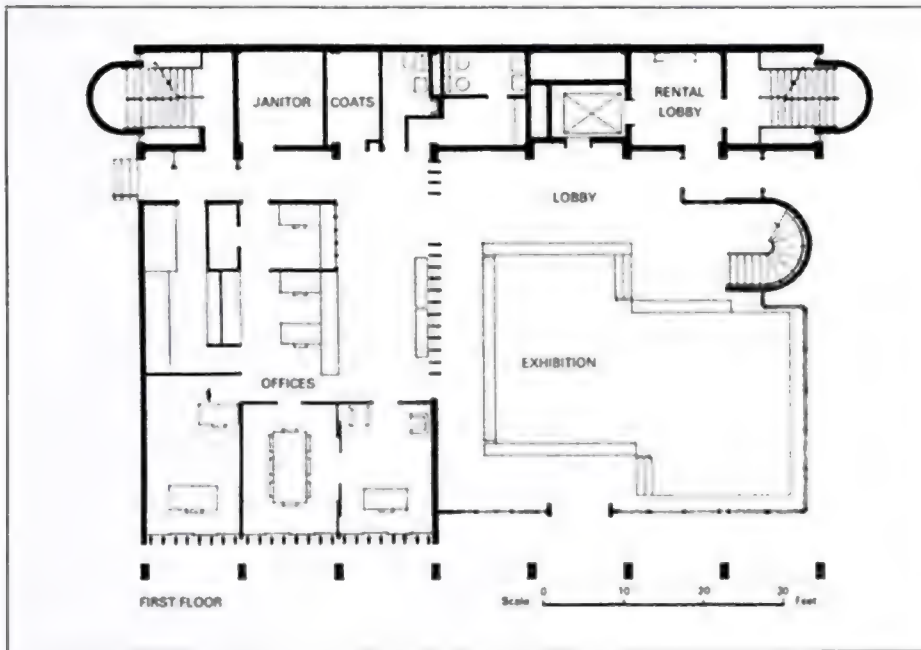 JANITOR
COATS
RENTAL
LOBBY
LOBBY
EXHIBITION
OFFICES
FIRST FLOOR
Scale 0 10 20 30 Feet